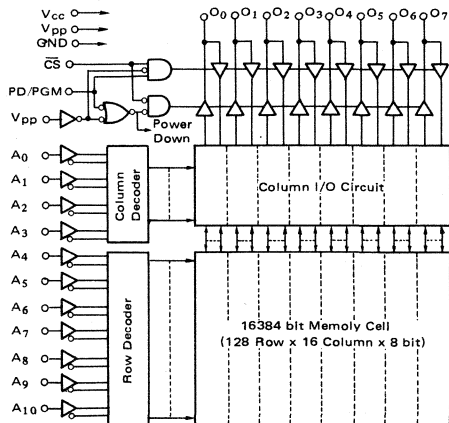 Vcc
Vpp
GND
O0 O1 O2 O3 O4 O5 O6 O7
CS
PD/PGM
Vpp
Power
Down
A0
A1
A2
A3
A4
A5
A6
A7
A8
A9
A10
Column
Decoder
Row Decoder
Column I/O Circuit
16384 bit Memoly Cell
(128 Row x 16 Column x 8 bit)